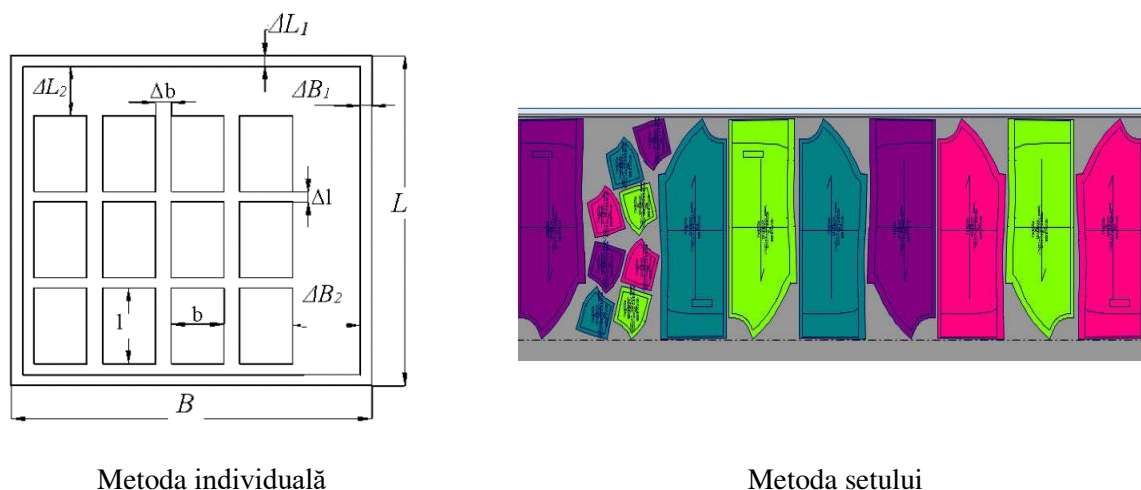 ΔL1
ΔL2
Δb
ΔB1
Δl
L
ΔB2
l
b
B
Metoda individuală
Metoda setului